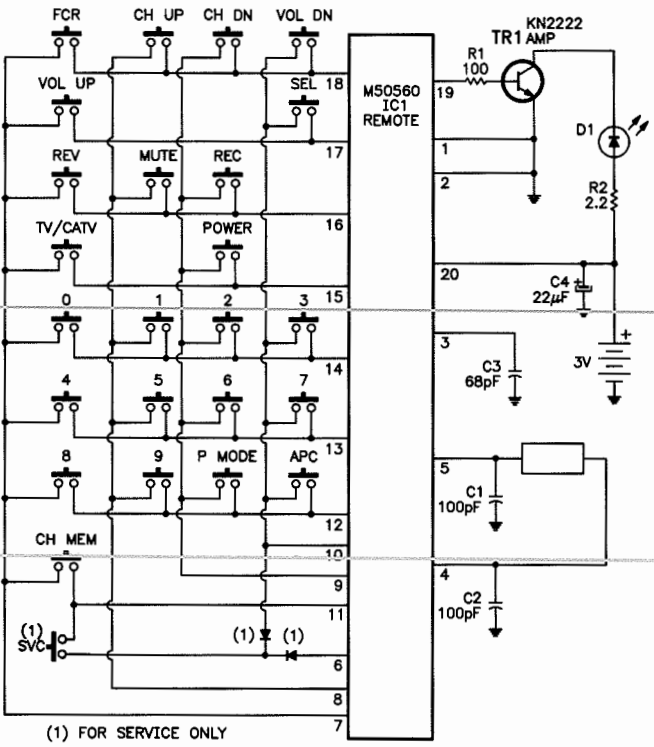 FCR CH UP CH DN VOL DN
KN2222
TR1 AMP
R1
100
18
19
M50560
IC1
REMOTE
VOL UP SEL
D1
17
1
REV MUTE REC
2
R2
2.2
16
TV/CATV POWER
20
C4 +
22µF
15
0 1 2 3
3
+
3V
14
C3
68pF
4 5 6 7
13
8 9 P MODE APC
5
C1
100pF
12
CH MEM
10
9
4
11
C2
100pF
(1)
SVC
(1) (1)
6
8
7
(1) FOR SERVICE ONLY